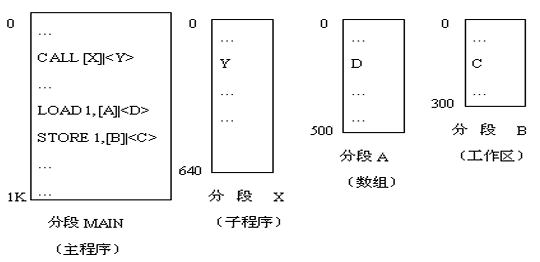 0
…
CALL [X]|<Y>
…
LOAD 1,[A]|<D>
STORE 1,[B]|<C>
…
…
1K
分段 MAIN
（主程序）
0
…
Y
…
…
640
分 段 X
（子程序）
0
…
D
…
…
500
分段 A
（数组）
0
…
C
…
300
分 段 B
（工作区）